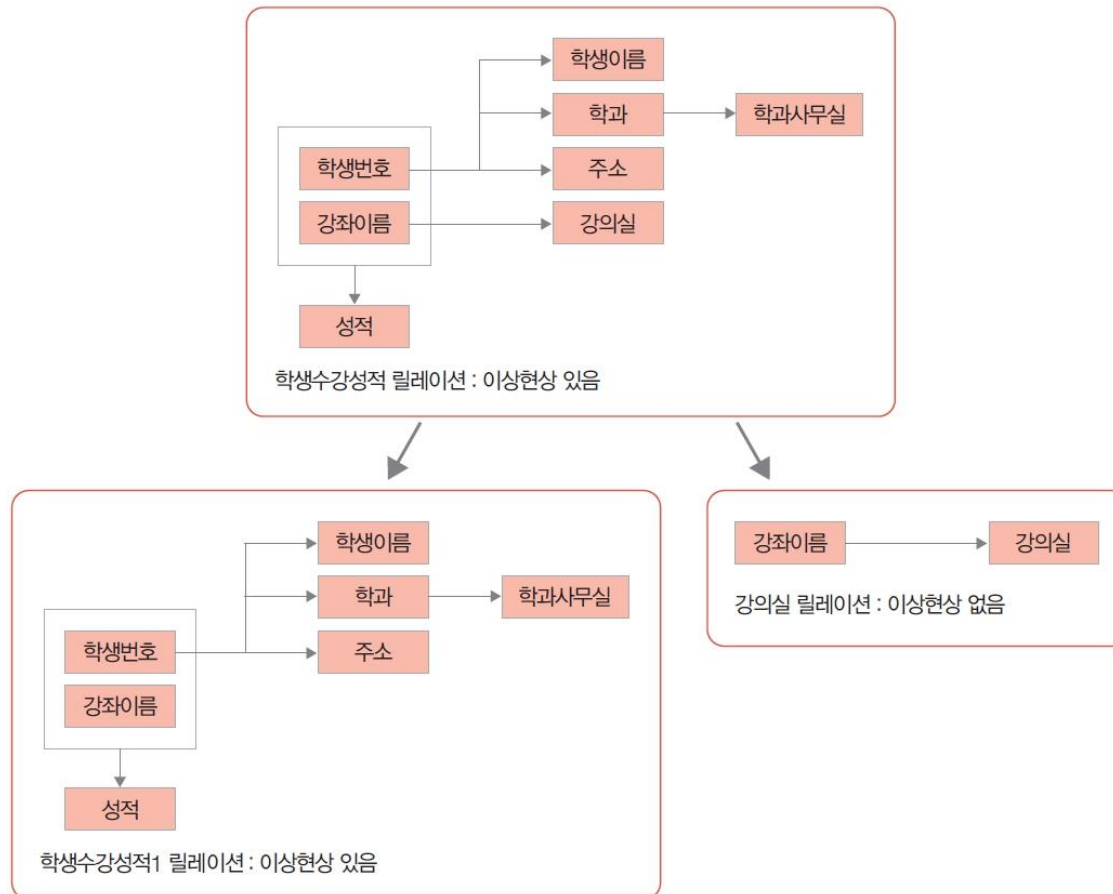 학생이름
학과
학과사무실
학생번호
주소
강좌이름
강의실
성적
학생수강성적 릴레이션 : 이상현상 있음
학생이름
학과
학과사무실
학생번호
주소
강좌이름
성적
학생수강성적1 릴레이션 : 이상현상 있음
강좌이름
강의실
강의실 릴레이션 : 이상현상 없음